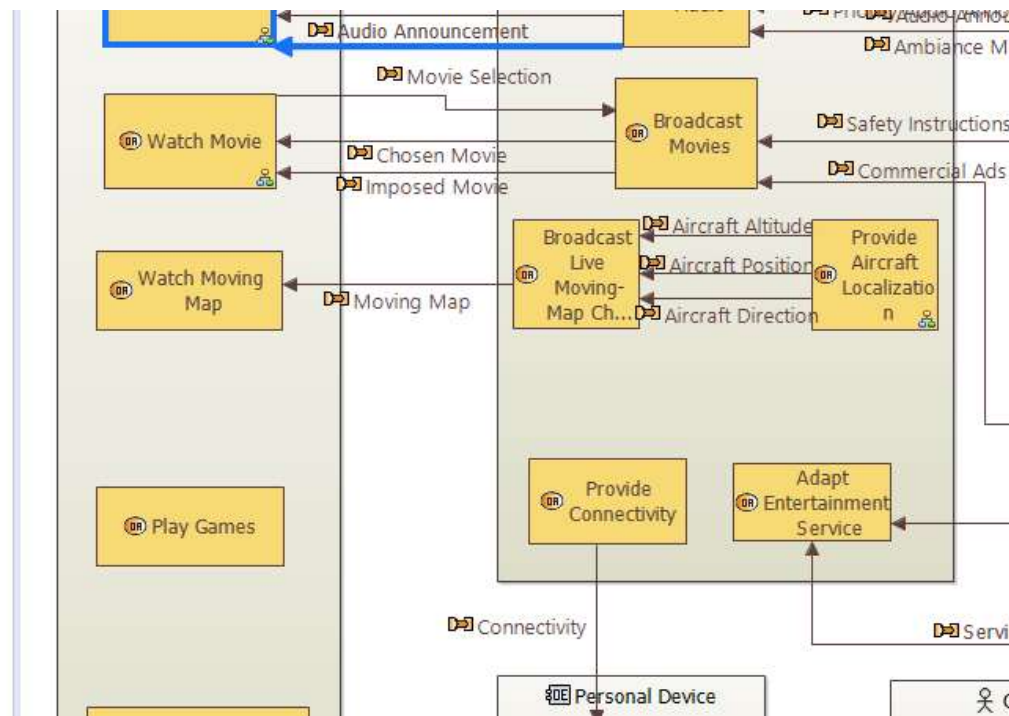 Audio
Audio Announcement
Ambiance M
Movie Selection
Watch Movie
Broadcast
Movies
Safety Instructions
Chosen Movie
Commercial Ads
Imposed Movie
Aircraft Altitude
Broadcast
Live
Moving-
Map Ch...
Provide
Aircraft
Localizatio
n
Aircraft Position
Watch Moving
Map
Moving Map
Aircraft Direction
Provide
Connectivity
Adapt
Entertainment
Service
Play Games
Connectivity
Servi
OE Personal Device